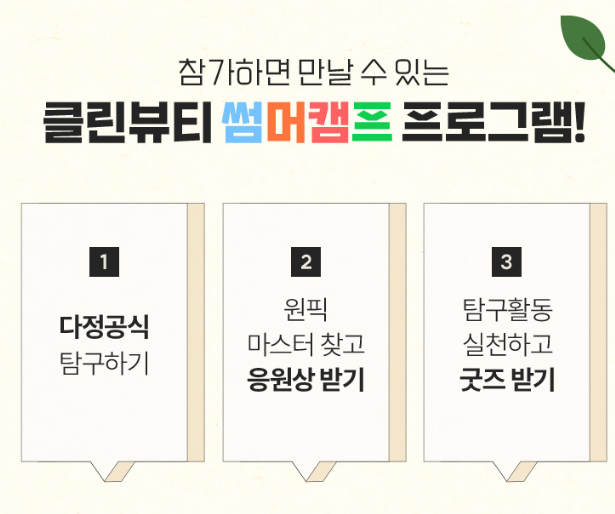 참가하면 만날 수 있는
클린뷰티 썸머캠프 프로그램!
1
다정공식
탐구하기
2
원픽
마스터 찾고
응원상 받기
3
탐구활동
실천하고
굿즈 받기